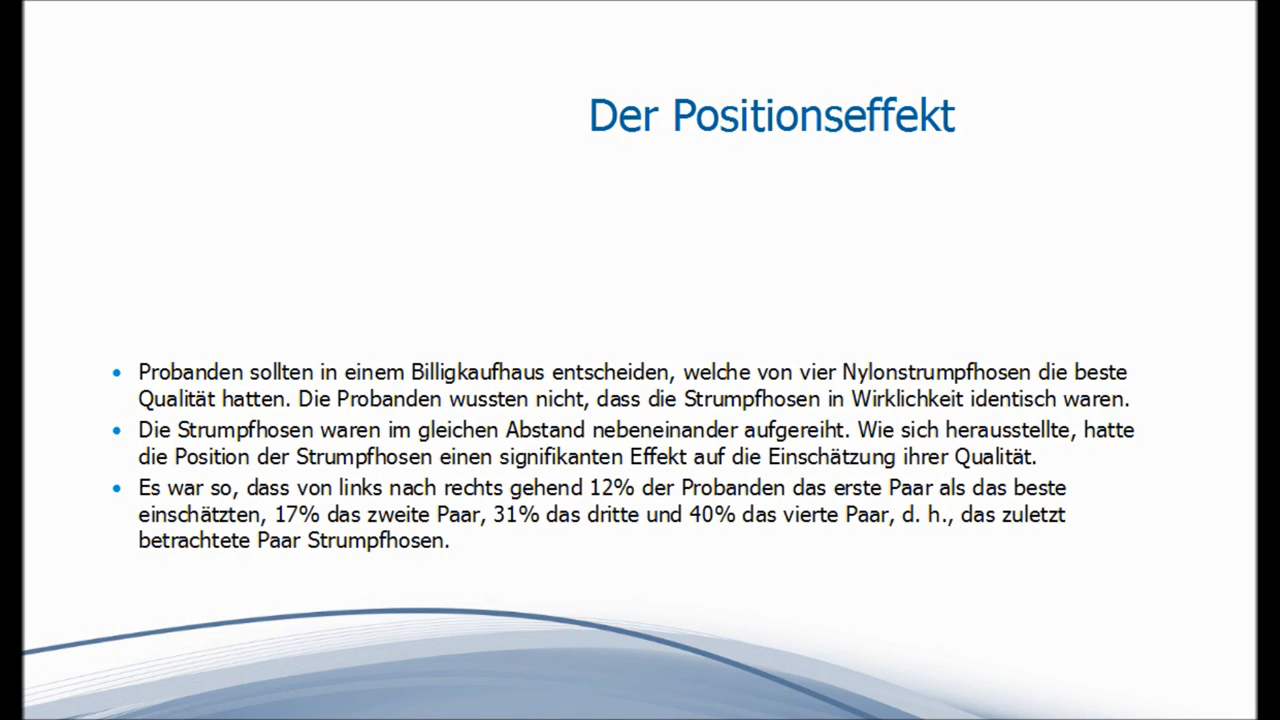 Der Positionseffekt
• Probanden sollten in einem Billigkaufhaus entscheiden, welche von vier Nylonstrumpfhosen die beste
Qualität hatten. Die Probanden wussten nicht, dass die Strumpfhosen in Wirklichkeit identisch waren.
• Die Strumpfhosen waren im gleichen Abstand nebeneinander aufgereiht. Wie sich herausstellte, hatte
die Position der Strumpfhosen einen signifikanten Effekt auf die Einschätzung ihrer Qualität.
• Es war so, dass von links nach rechts gehend 12% der Probanden das erste Paar als das beste
einschätzten, 17% das zweite Paar, 31% das dritte und 40% das vierte Paar, d. h., das zuletzt
betrachtete Paar Strumpfhosen.